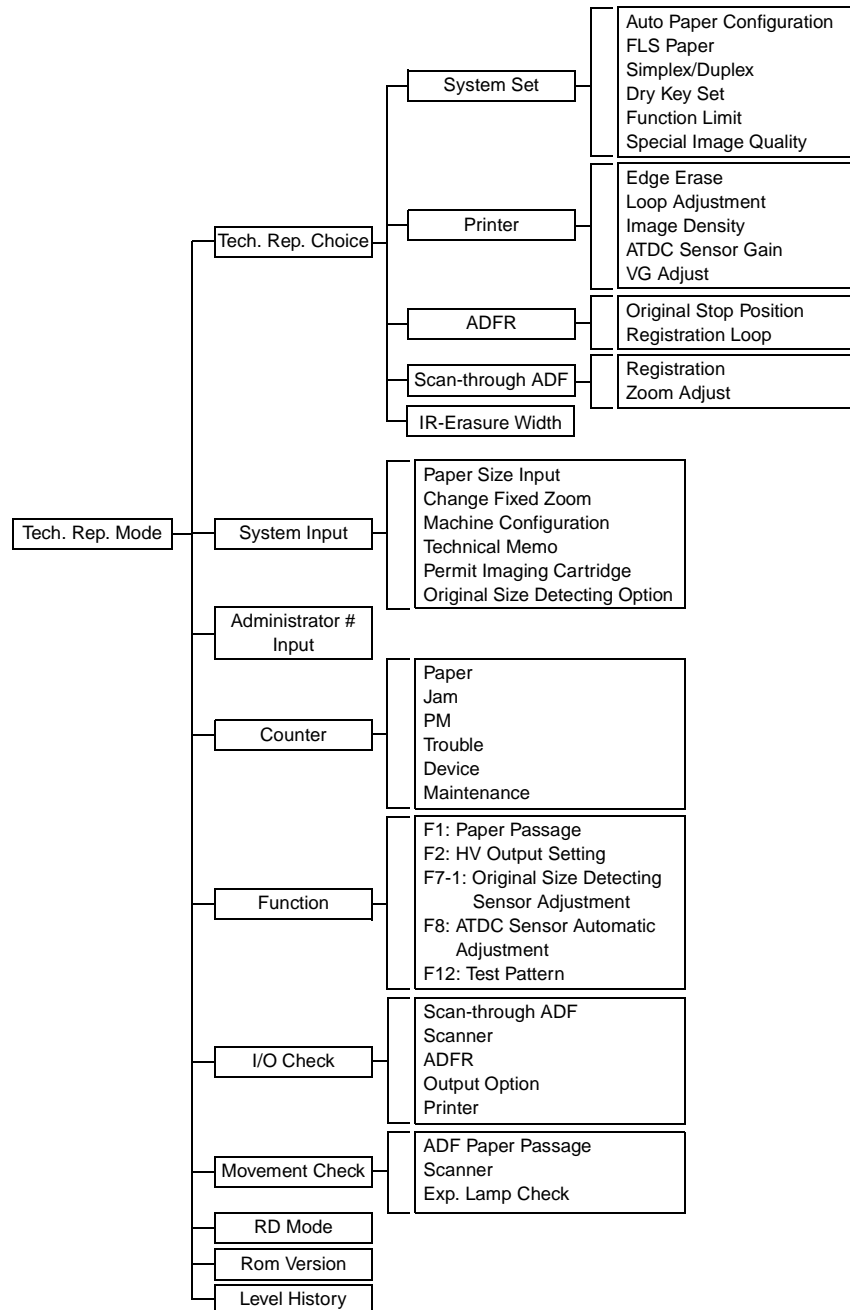 Tech. Rep. Mode
Tech. Rep. Choice
System Set
Auto Paper Configuration
FLS Paper
Simplex/Duplex
Dry Key Set
Function Limit
Special Image Quality
Printer
Edge Erase
Loop Adjustment
Image Density
ATDC Sensor Gain
VG Adjust
ADFR
Original Stop Position
Registration Loop
Scan-through ADF
Registration
Zoom Adjust
IR-Erasure Width
System Input
Paper Size Input
Change Fixed Zoom
Machine Configuration
Technical Memo
Permit Imaging Cartridge
Original Size Detecting Option
Administrator #
Input
Counter
Paper
Jam
PM
Trouble
Device
Maintenance
Function
F1: Paper Passage
F2: HV Output Setting
F7-1: Original Size Detecting
Sensor Adjustment
F8: ATDC Sensor Automatic
Adjustment
F12: Test Pattern
I/O Check
Scan-through ADF
Scanner
ADFR
Output Option
Printer
Movement Check
ADF Paper Passage
Scanner
Exp. Lamp Check
RD Mode
Rom Version
Level History